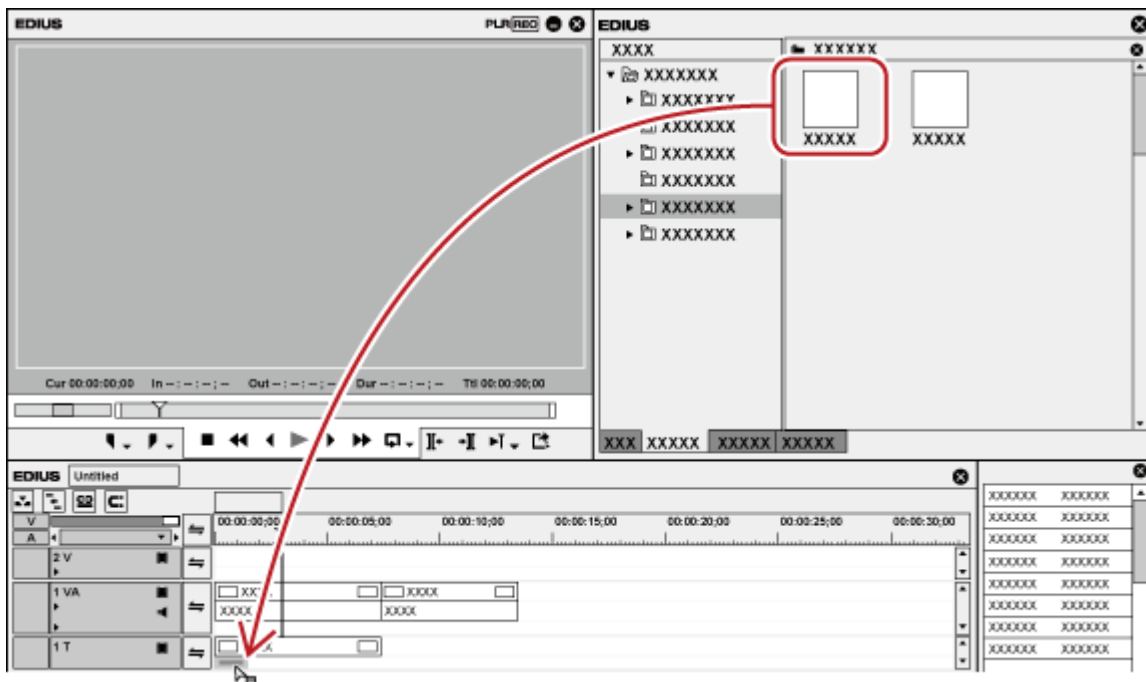 EDIUS PLR REC
EDIUS
XXXX
XXXXXX
XXXXXXX
XXXXXXX
XXXXXXX
XXXXXXX
XXXXXXX
XXXXXXX
XXXXXXX
XXXXX XXXXX
Cur 00:00:00;00 In --:--:--;-- Out --:--:--;-- Dur --:--:--;-- Ttl 00:00:00;00
XXX XXXXX XXXXX XXXXX
EDIUS Untitled
V
A
00:00:00;00 00:00:05;00 00:00:10;00 00:00:15;00 00:00:20;00 00:00:25;00 00:00:30;00
2 V
1 VA
XXXX
XXXX XXXX
1 T
XXXXXX XXXXXX
XXXXXX XXXXXX
XXXXXX XXXXXX
XXXXXX XXXXXX
XXXXXX XXXXXX
XXXXXX XXXXXX
XXXXXX XXXXXX
XXXXXX XXXXXX